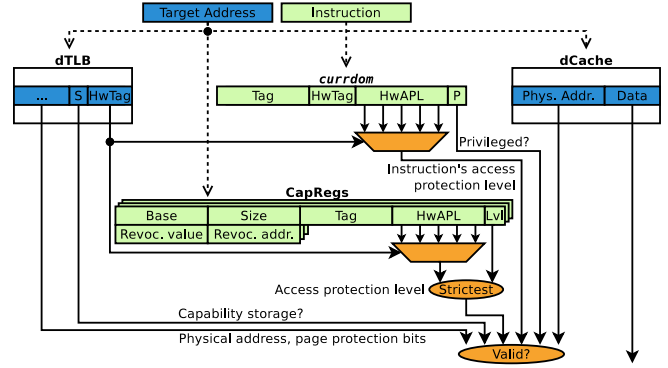 Target Address
Instruction
dTLB
currdom
dCache
... S HwTag
Tag HwTag HwAPL P
Phys. Addr. Data
Privileged?
Instruction's access
protection level
CapRegs
Base Size Tag HwAPL Lvl
Revoc. value Revoc. addr.
Access protection level
Strictest
Capability storage?
Physical address, page protection bits
Valid?